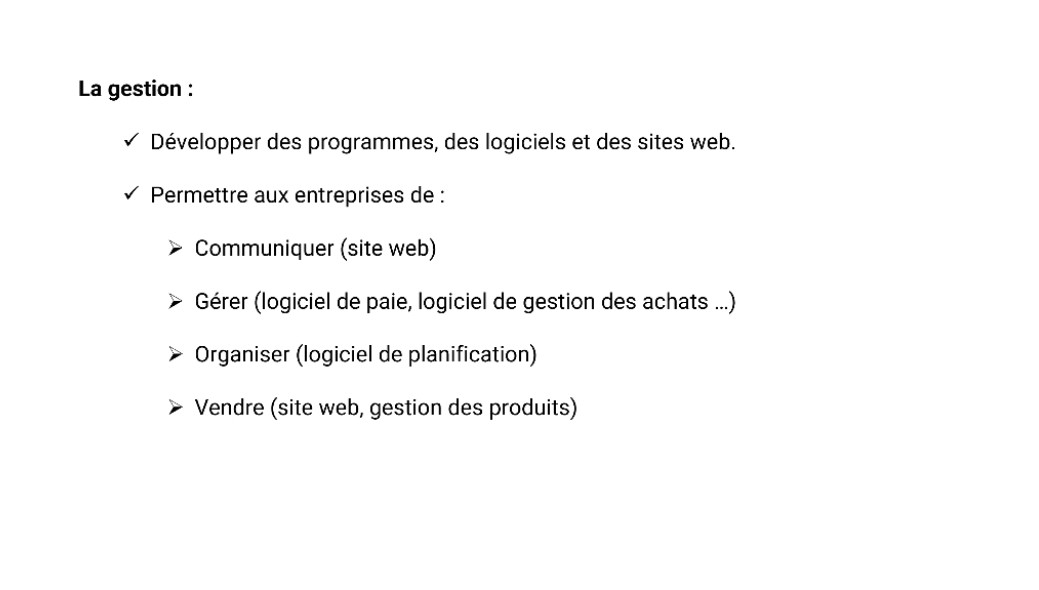 La gestion :
✓ Développer des programmes, des logiciels et des sites web.
✓ Permettre aux entreprises de :
➢ Communiquer (site web)
➢ Gérer (logiciel de paie, logiciel de gestion des achats ...)
➢ Organiser (logiciel de planification)
➢ Vendre (site web, gestion des produits)